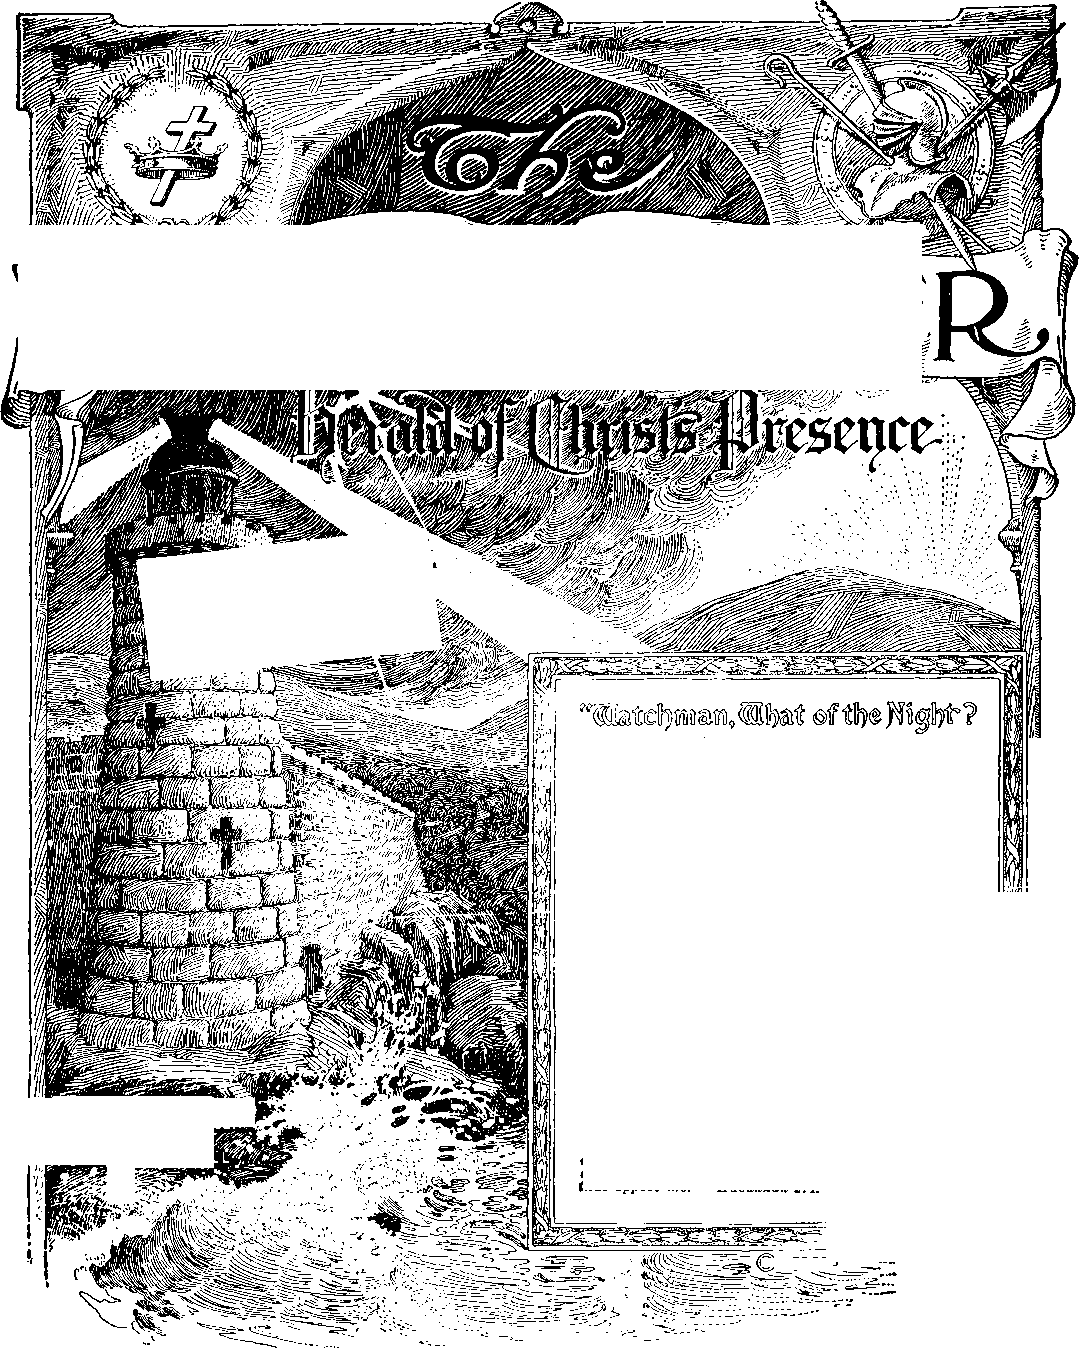 The
R
Herald of Christ's Presence
"Watchman, What of the Night"?
©